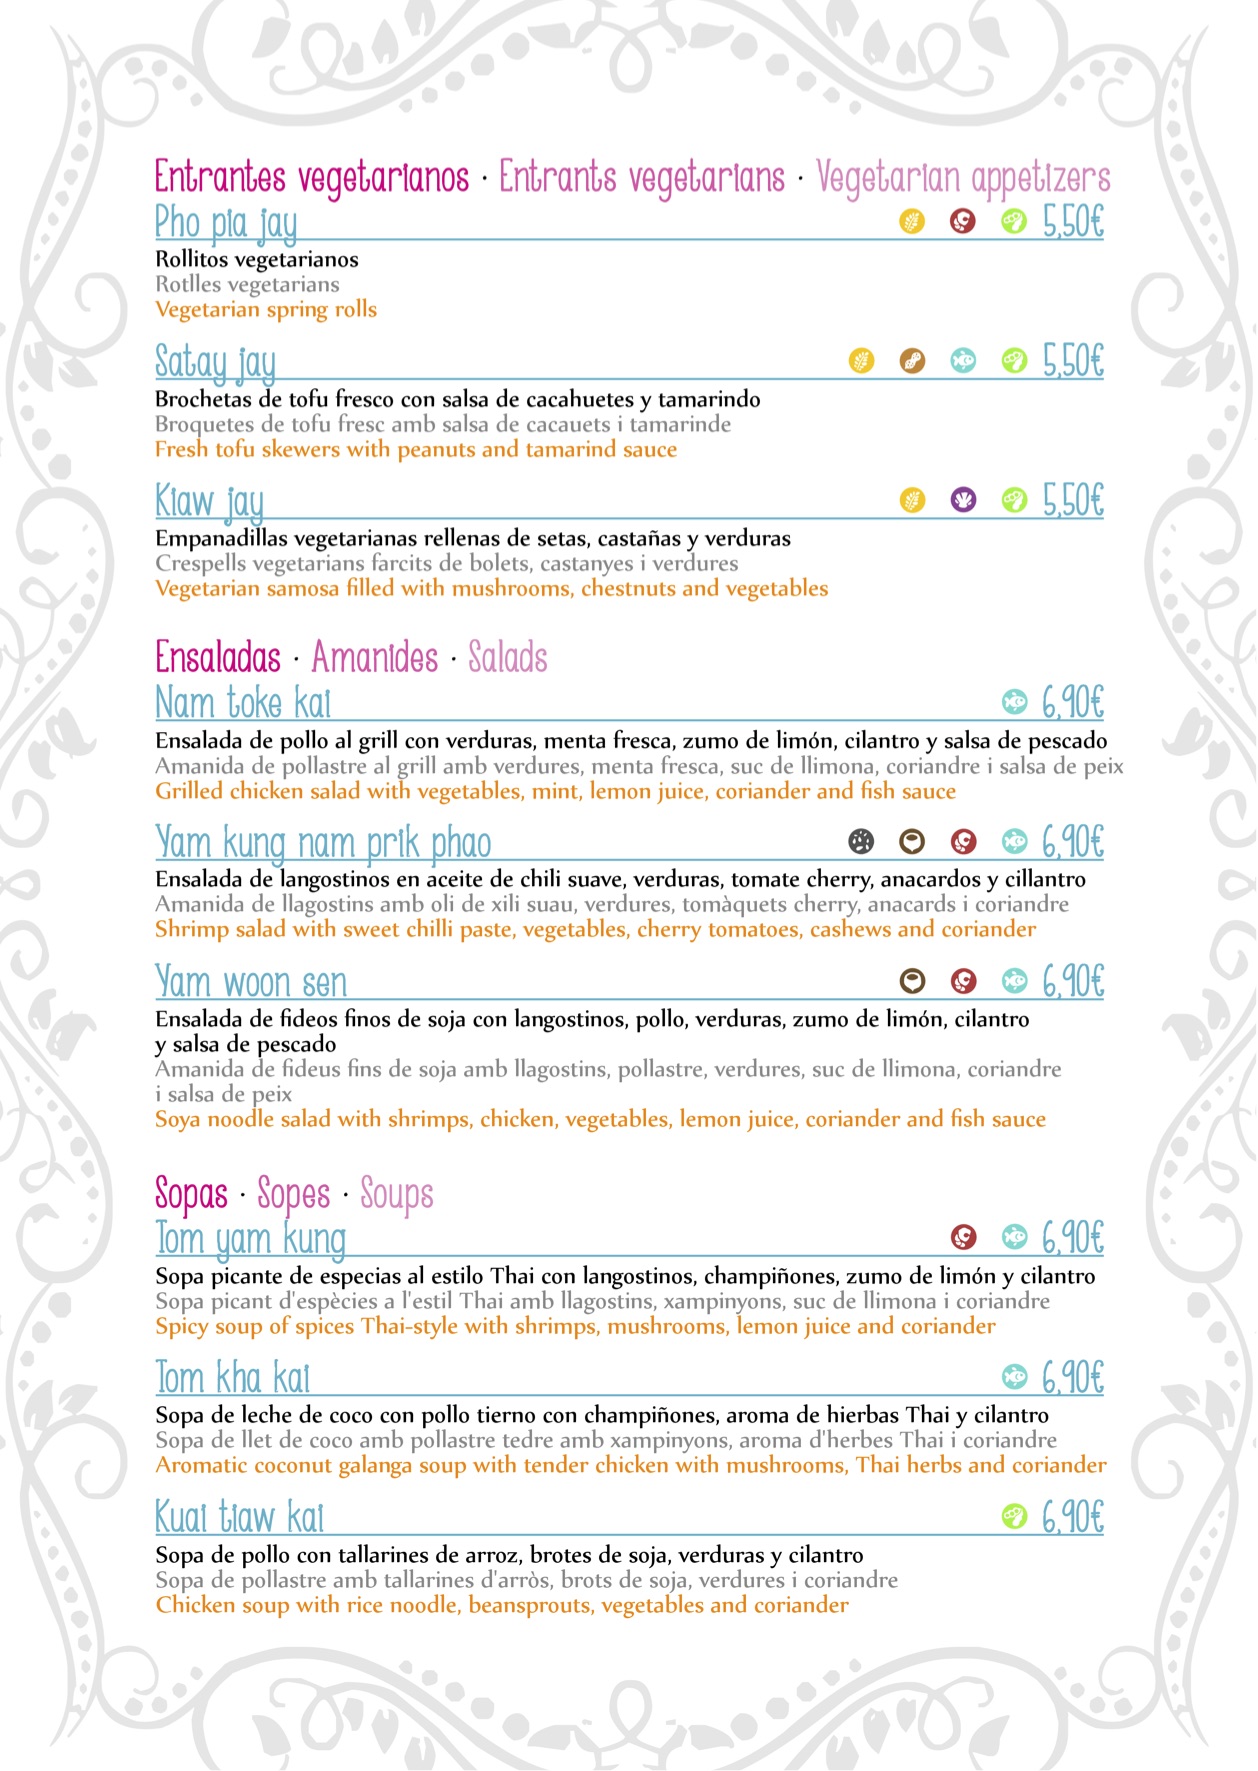 Entrantes vegetarianos · Entrants vegetarians · Vegetarian appetizers
Pho pia jay 5,50€
Rollitos vegetarianos
Rotlles vegetarians
Vegetarian spring rolls
Satay jay 5,50€
Brochetas de tofu fresco con salsa de cacahuetes y tamarindo
Broquetes de tofu fresc amb salsa de cacauets i tamarinde
Fresh tofu skewers with peanuts and tamarind sauce
Kiaw jay 5,50€
Empanadillas vegetarianas rellenas de setas, castañas y verduras
Crespells vegetarians farcits de bolets, castanyes i verdures
Vegetarian samosa filled with mushrooms, chestnuts and vegetables
Ensaladas · Amanides · Salads
Nam toke kai 6,90€
Ensalada de pollo al grill con verduras, menta fresca, zumo de limón, cilantro y salsa de pescado
Amanida de pollastre al grill amb verdures, menta fresca, suc de llimona, coriandre i salsa de peix
Grilled chicken salad with vegetables, mint, lemon juice, coriander and fish sauce
Yam kung nam prik phao 6,90€
Ensalada de langostinos en aceite de chili suave, verduras, tomate cherry, anacardos y cillantro
Amanida de llagostins amb oli de xili suau, verdures, tomàquets cherry, anacards i coriandre
Shrimp salad with sweet chilli paste, vegetables, cherry tomatoes, cashews and coriander
Yam woon sen 6,90€
Ensalada de fideos finos de soja con langostinos, pollo, verduras, zumo de limón, cilantro
y salsa de pescado
Amanida de fideus fins de soja amb llagostins, pollastre, verdures, suc de llimona, coriandre
i salsa de peix
Soya noodle salad with shrimps, chicken, vegetables, lemon juice, coriander and fish sauce
Sopas · Sopes · Soups
Tom yam kung 6,90€
Sopa picante de especias al estilo Thai con langostinos, champiñones, zumo de limón y cilantro
Sopa picant d'espècies a l'estil Thai amb llagostins, xampinyons, suc de llimona i coriandre
Spicy soup of spices Thai-style with shrimps, mushrooms, lemon juice and coriander
Tom kha kai 6,90€
Sopa de leche de coco con pollo tierno con champiñones, aroma de hierbas Thai y cilantro
Sopa de llet de coco amb pollastre tedre amb xampinyons, aroma d'herbes Thai i coriandre
Aromatic coconut galanga soup with tender chicken with mushrooms, Thai herbs and coriander
Kuai tiaw kai 6,90€
Sopa de pollo con tallarines de arroz, brotes de soja, verduras y cilantro
Sopa de pollastre amb tallarines d'arròs, brots de soja, verdures i coriandre
Chicken soup with rice noodle, beansprouts, vegetables and coriander